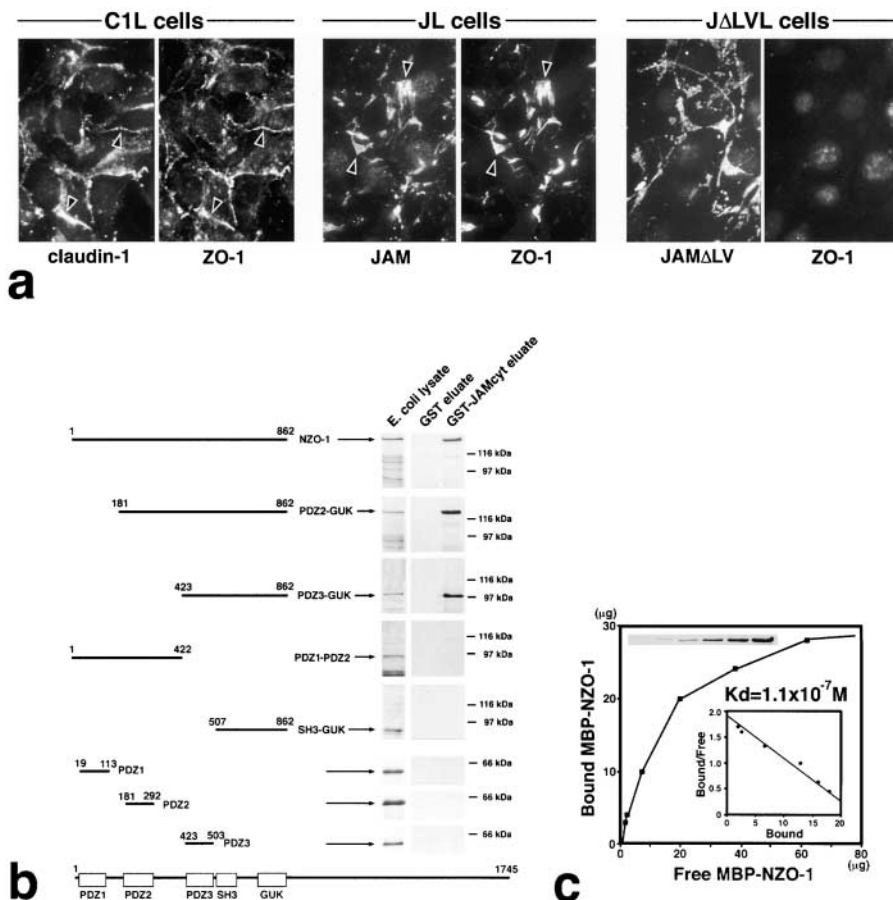 C1L cells JL cells JΔLVL cells
claudin-1 ZO-1 JAM ZO-1 JAMΔLV ZO-1
a
E. coli lysate
GST eluate
GST-JAMcyt eluate
1 862 NZO-1
116 kDa
97 kDa
181 862 PDZ2-GUK
116 kDa
97 kDa
423 862 PDZ3-GUK
116 kDa
97 kDa
1 422 PDZ1-PDZ2
116 kDa
97 kDa
507 862 SH3-GUK
116 kDa
97 kDa
19 113 PDZ1
66 kDa
181 292 PDZ2
66 kDa
423 503 PDZ3
66 kDa
b
1 1745
PDZ1 PDZ2 PDZ3 SH3 GUK
(μg)
30
20
10
0
Bound MBP-NZO-1
Kd=1.1x10⁻⁷M
2.0
1.5
1.0
0.5
0
Bound/Free
0 5 10 15 20
Bound
0 20 40 60 80
(μg)
Free MBP-NZO-1
c